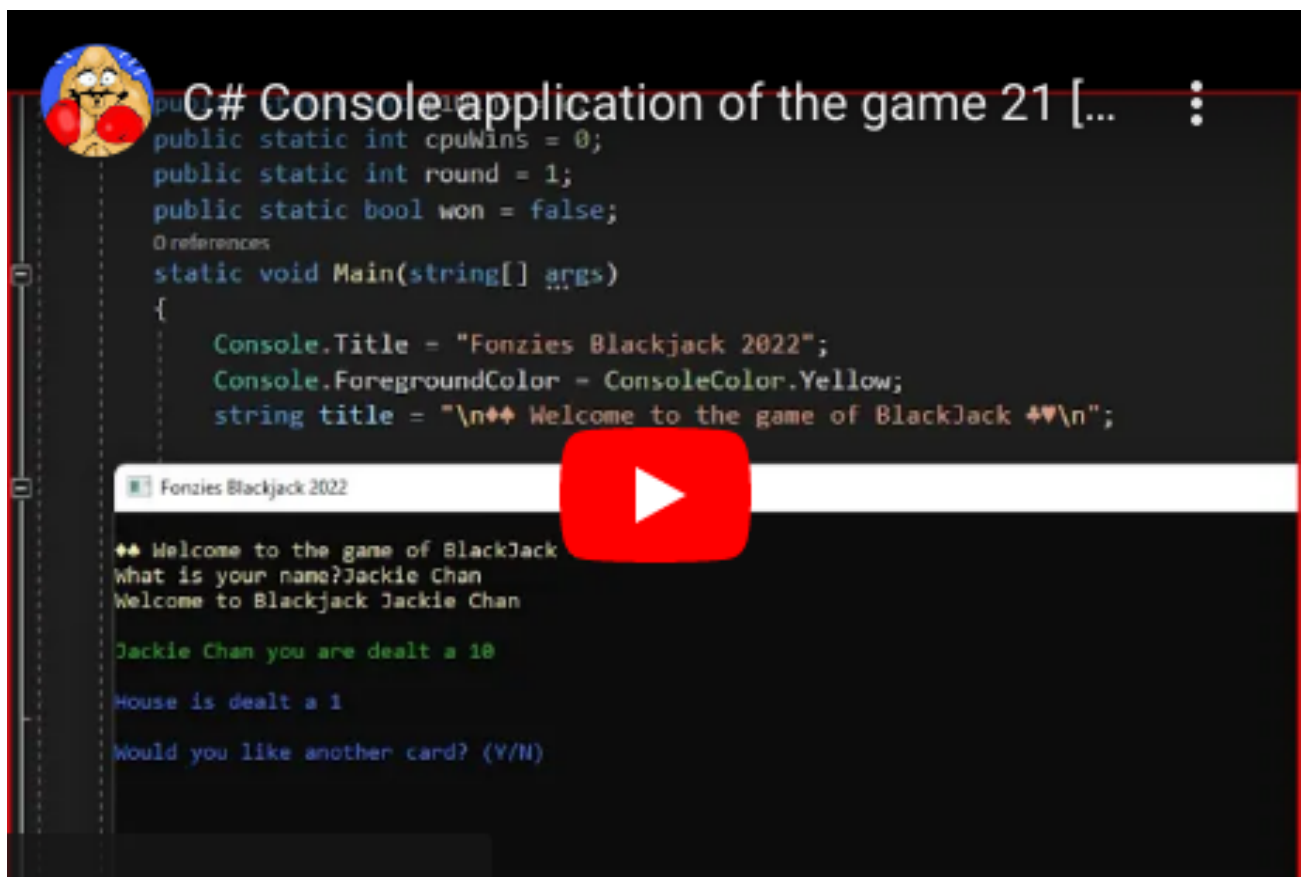 C# Console application of the game 21 [...
public static int cpuWins = 0;
public static int round = 1;
public static bool won = false;
0 references
static void Main(string[] args)
{
Console.Title = "Fonzies Blackjack 2022";
Console.ForegroundColor = ConsoleColor.Yellow;
string title = "\n♦♠ Welcome to the game of BlackJack ♣♥\n";
Fonzies Blackjack 2022
♦♠ Welcome to the game of BlackJack
What is your name?Jackie Chan
Welcome to Blackjack Jackie Chan
Jackie Chan you are dealt a 10
House is dealt a 1
Would you like another card? (Y/N)